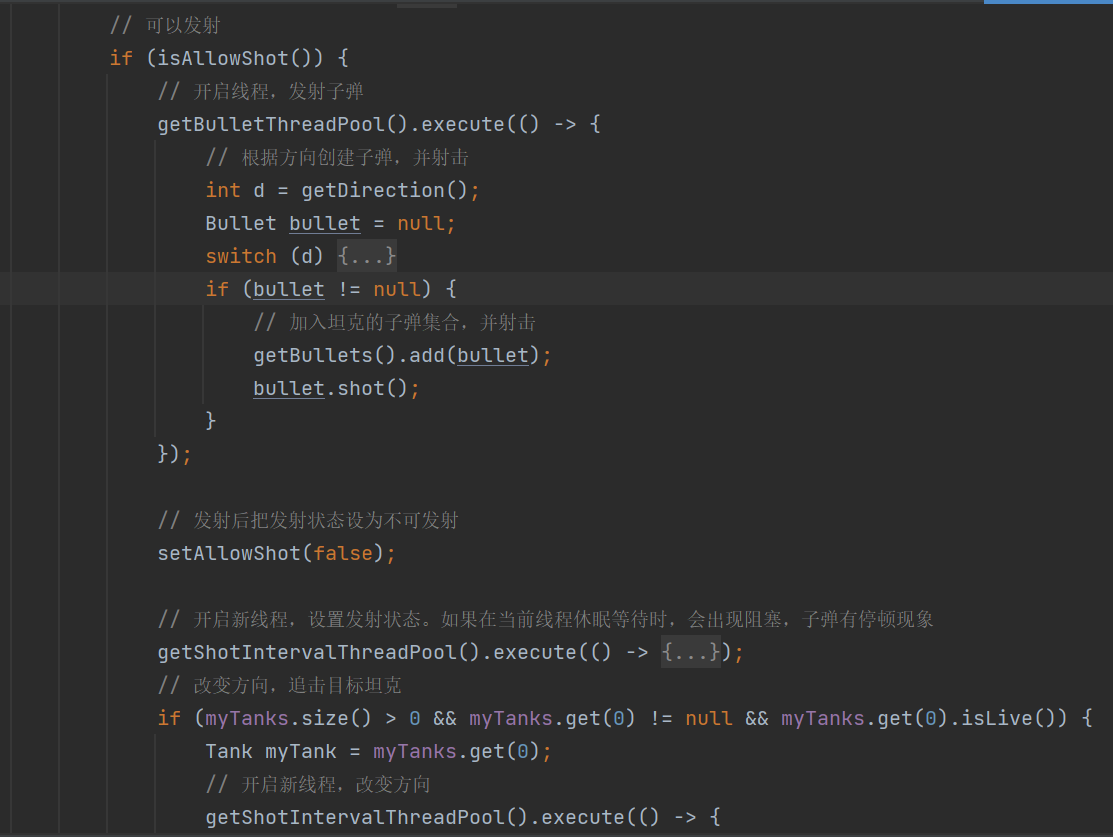 // 可以发射
if (isAllowShot()) {
// 开启线程，发射子弹
getBulletThreadPool().execute(() -> {
// 根据方向创建子弹，并射击
int d = getDirection();
Bullet bullet = null;
switch (d) {...}
if (bullet != null) {
// 加入坦克的子弹集合，并射击
getBullets().add(bullet);
bullet.shot();
}
});
// 发射后把发射状态设为不可发射
setAllowShot(false);
// 开启新线程，设置发射状态。如果在当前线程休眠等待时，会出现阻塞，子弹有停顿现象
getShotIntervalThreadPool().execute(() -> {...});
// 改变方向，追击目标坦克
if (myTanks.size() > 0 && myTanks.get(0) != null && myTanks.get(0).isLive()) {
Tank myTank = myTanks.get(0);
// 开启新线程，改变方向
getShotIntervalThreadPool().execute(() -> {